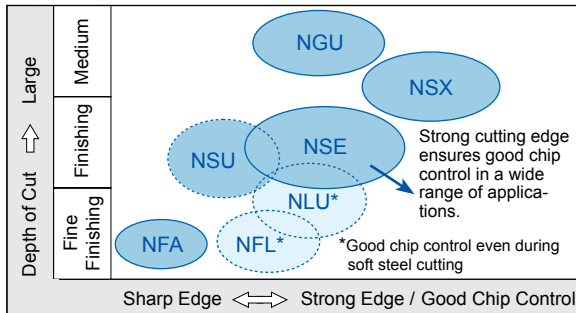 Depth of Cut
Large
Medium
Finishing
Fine
Finishing
NGU
NSX
NSU
NSE
NLU*
NFA
NFL*
Strong cutting edge
ensures good chip
control in a wide
range of applica-
tions.
*Good chip control even during
soft steel cutting
Sharp Edge
Strong Edge / Good Chip Control